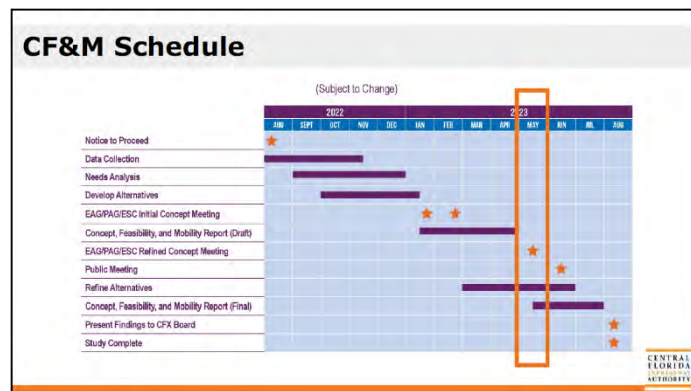 CF&M Schedule
(Subject to Change)
2022 2023
AUG SEPT OCT NOV DEC JAN FEB MAR APR MAY JUN JUL AUG
Notice to Proceed
Data Collection
Needs Analysis
Develop Alternatives
EAG/PAG/ESC Initial Concept Meeting
Concept, Feasibility, and Mobility Report (Draft)
EAG/PAG/ESC Refined Concept Meeting
Public Meeting
Refine Alternatives
Concept, Feasibility, and Mobility Report (Final)
Present Findings to CFX Board
Study Complete
CENTRAL
FLORIDA
EXPRESSWAY
AUTHORITY